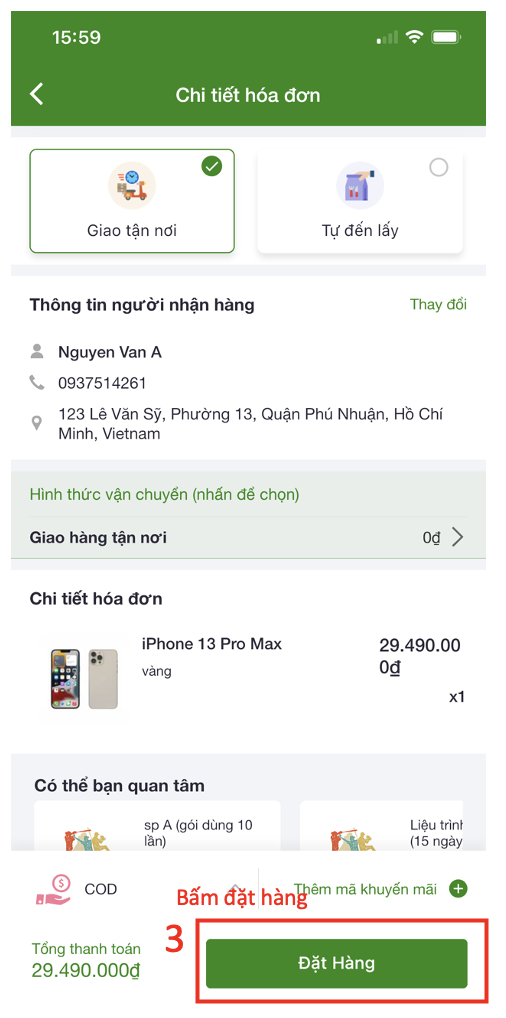 15:59
Chi tiết hóa đơn
Giao tận nơi
Tự đến lấy
Thông tin người nhận hàng
Thay đổi
Nguyen Van A
0937514261
123 Lê Văn Sỹ, Phường 13, Quận Phú Nhuận, Hồ Chí
Minh, Vietnam
Hình thức vận chuyển (nhấn để chọn)
Giao hàng tận nơi
0₫
Chi tiết hóa đơn
iPhone 13 Pro Max
29.490.00
0₫
vàng
x1
Có thể bạn quan tâm
sp A (gói dùng 10
lần)
Liệu trình
(15 ngày
COD
Thêm mã khuyến mãi
Bấm đặt hàng
3
Tổng thanh toán
29.490.000₫
Đặt Hàng